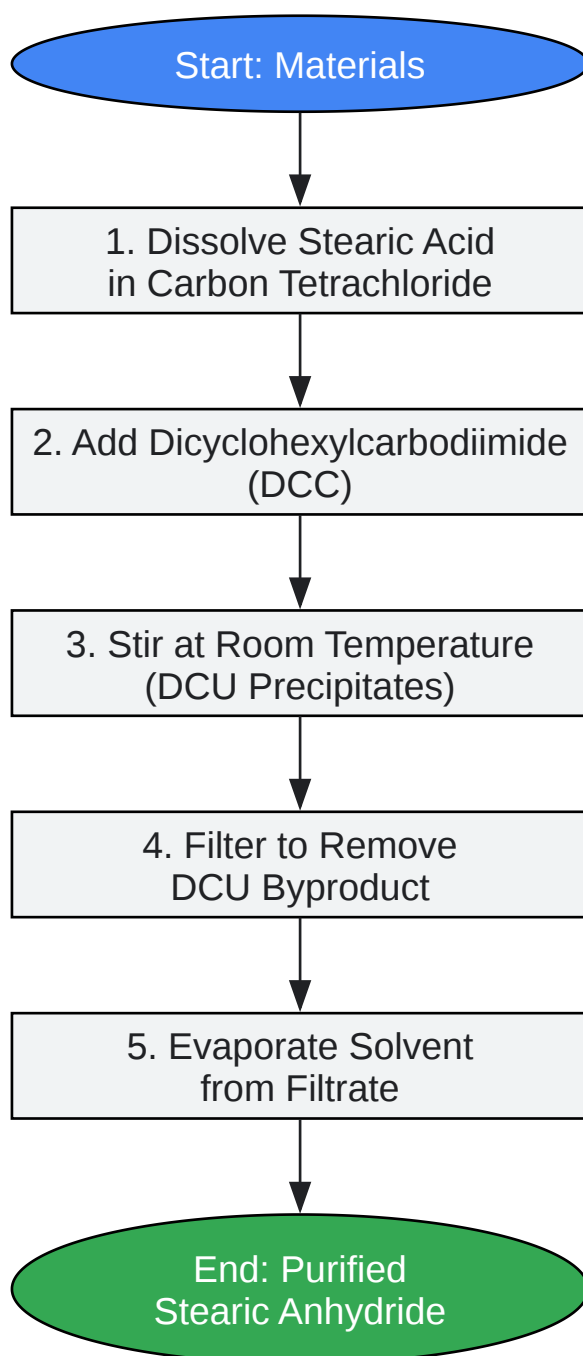 Start: Materials
1. Dissolve Stearic Acid
in Carbon Tetrachloride
2. Add Dicyclohexylcarbodiimide
(DCC)
3. Stir at Room Temperature
(DCU Precipitates)
4. Filter to Remove
DCU Byproduct
5. Evaporate Solvent
from Filtrate
End: Purified
Stearic Anhydride